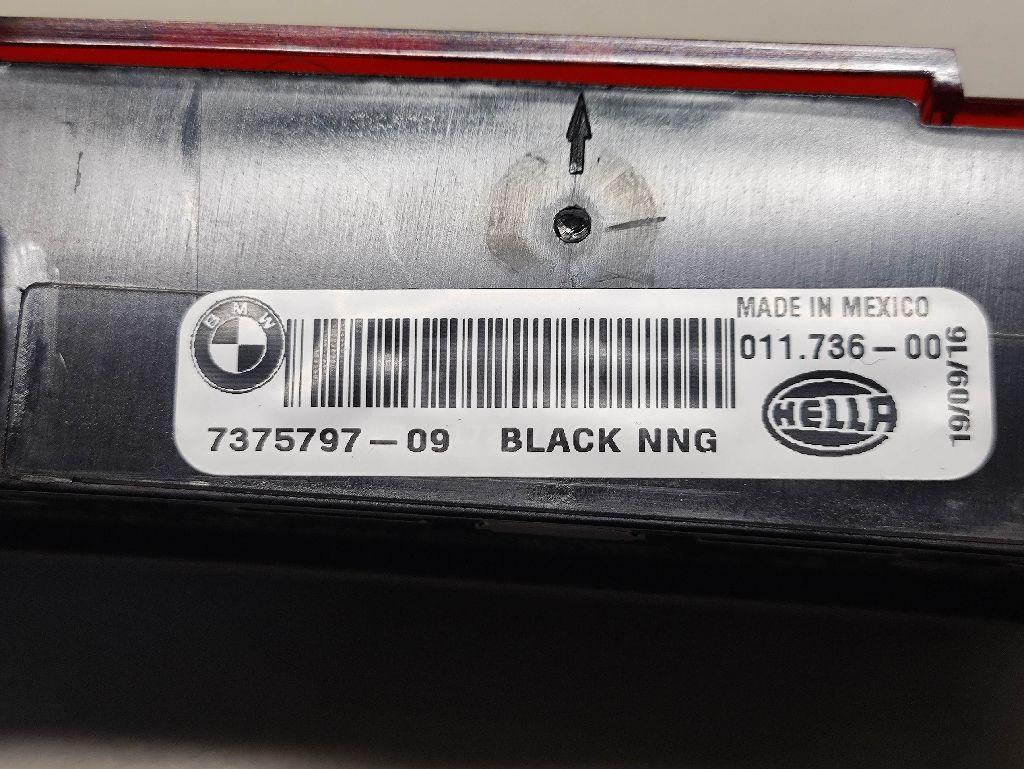 BMW
MADE IN MEXICO
011.736-00
19/09/16
HELLA
7375797-09 BLACK NNG